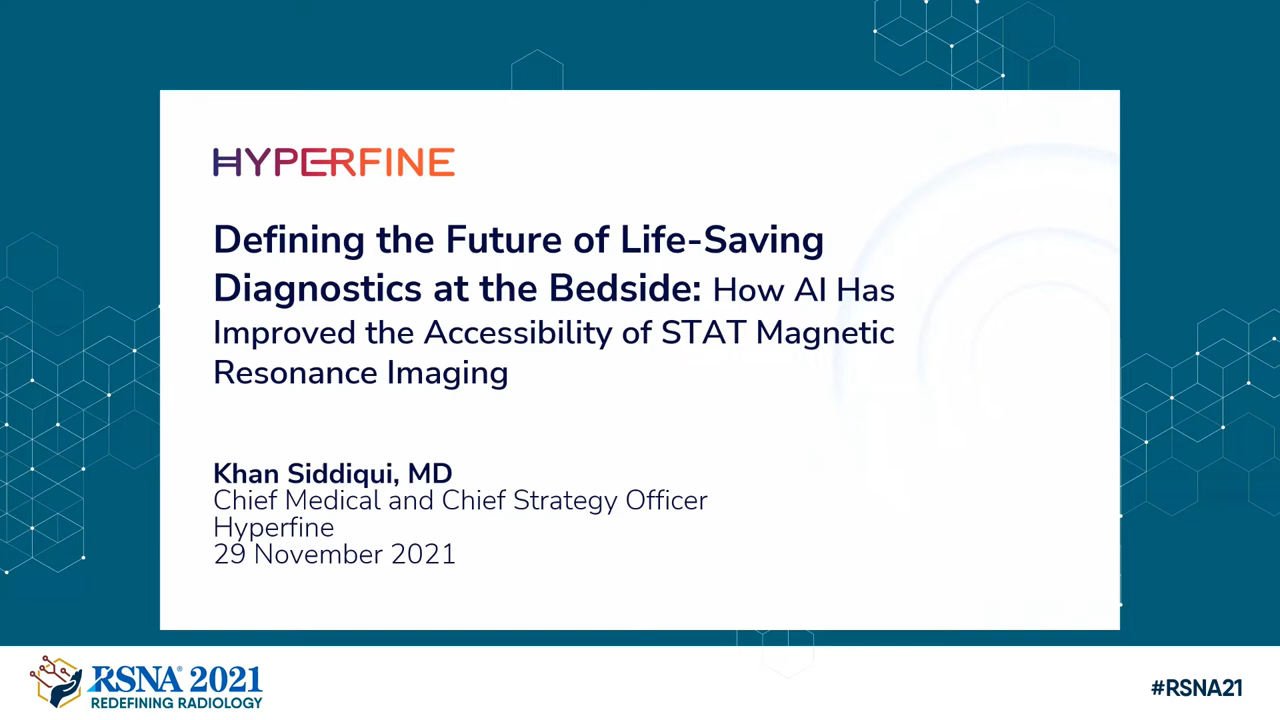 HYPERFINE
Defining the Future of Life-Saving
Diagnostics at the Bedside: How AI Has
Improved the Accessibility of STAT Magnetic
Resonance Imaging
Khan Siddiqui, MD
Chief Medical and Chief Strategy Officer
Hyperfine
29 November 2021
RSNA® 2021
REDEFINING RADIOLOGY
#RSNA21